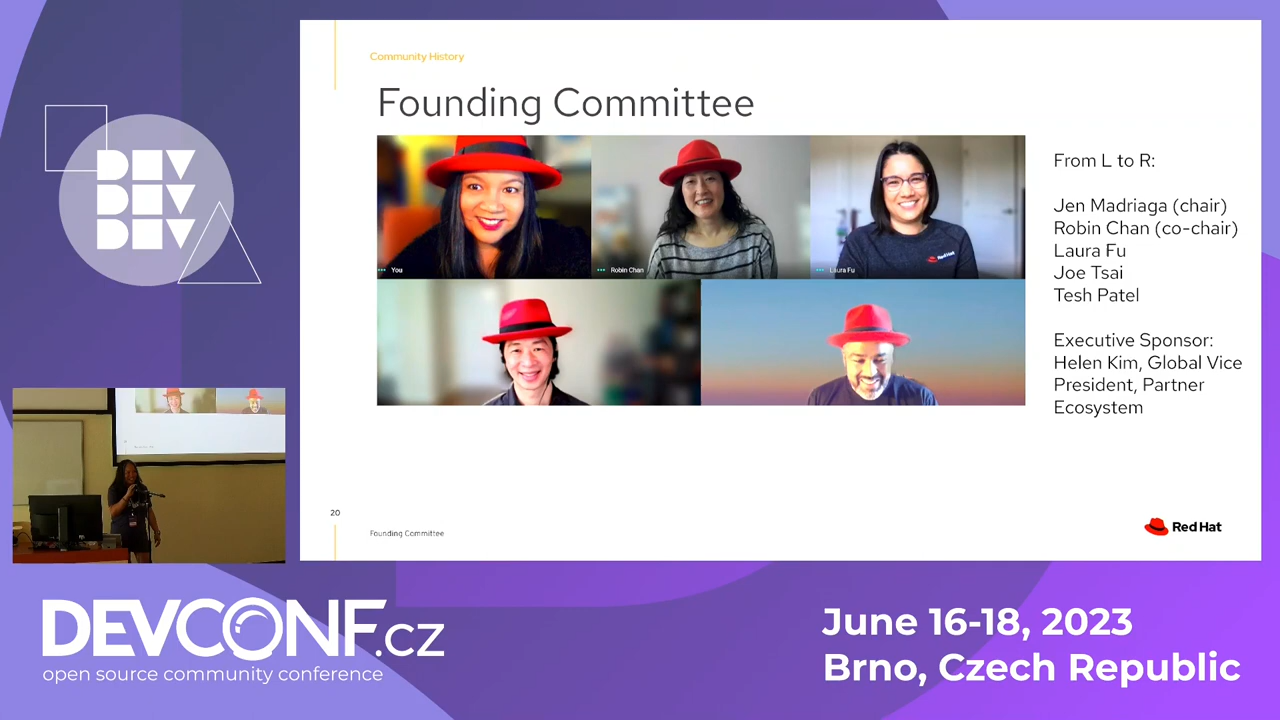 Community History
Founding Committee
You
Robin Chan
Laura Fu
Red Hat
From L to R:
Jen Madriaga (chair)
Robin Chan (co-chair)
Laura Fu
Joe Tsai
Tesh Patel
Executive Sponsor:
Helen Kim, Global Vice
President, Partner
Ecosystem
20
Founding Committee
Red Hat
DEV
DEV
DEV
DEVCONF.cz
open source community conference
June 16-18, 2023
Brno, Czech Republic